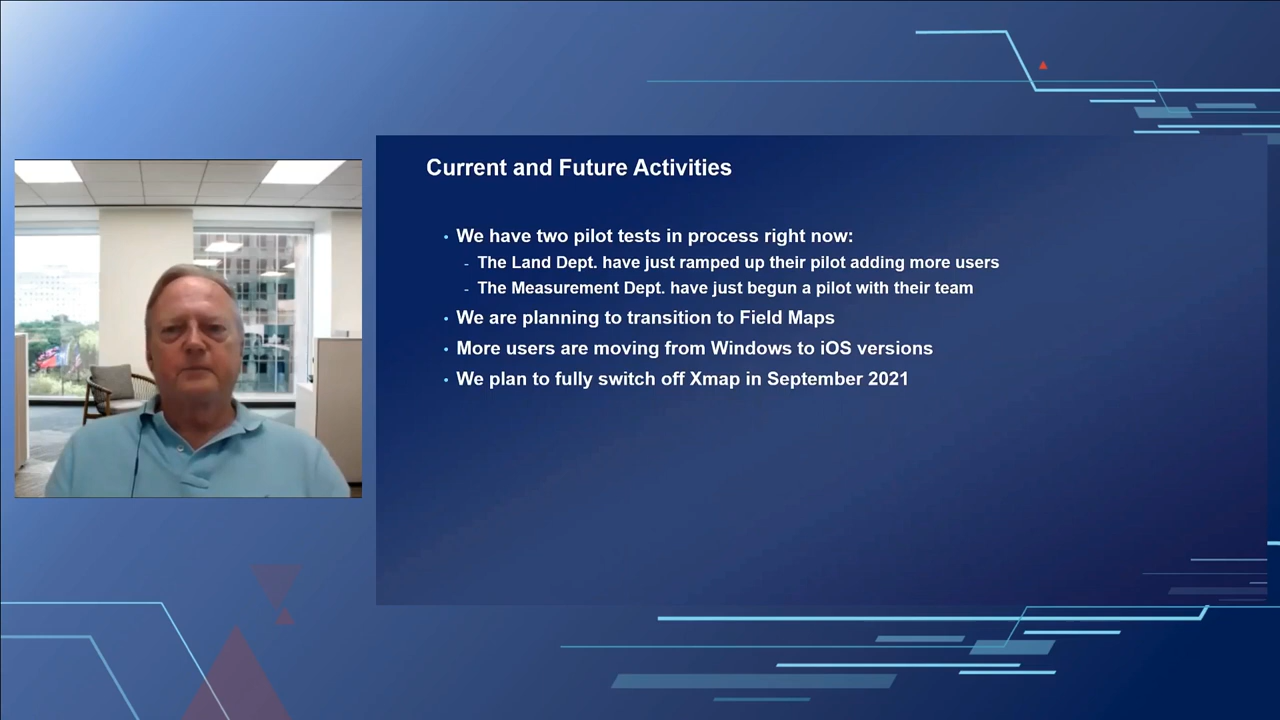 Current and Future Activities
• We have two pilot tests in process right now:
- The Land Dept. have just ramped up their pilot adding more users
- The Measurement Dept. have just begun a pilot with their team
• We are planning to transition to Field Maps
• More users are moving from Windows to iOS versions
• We plan to fully switch off Xmap in September 2021